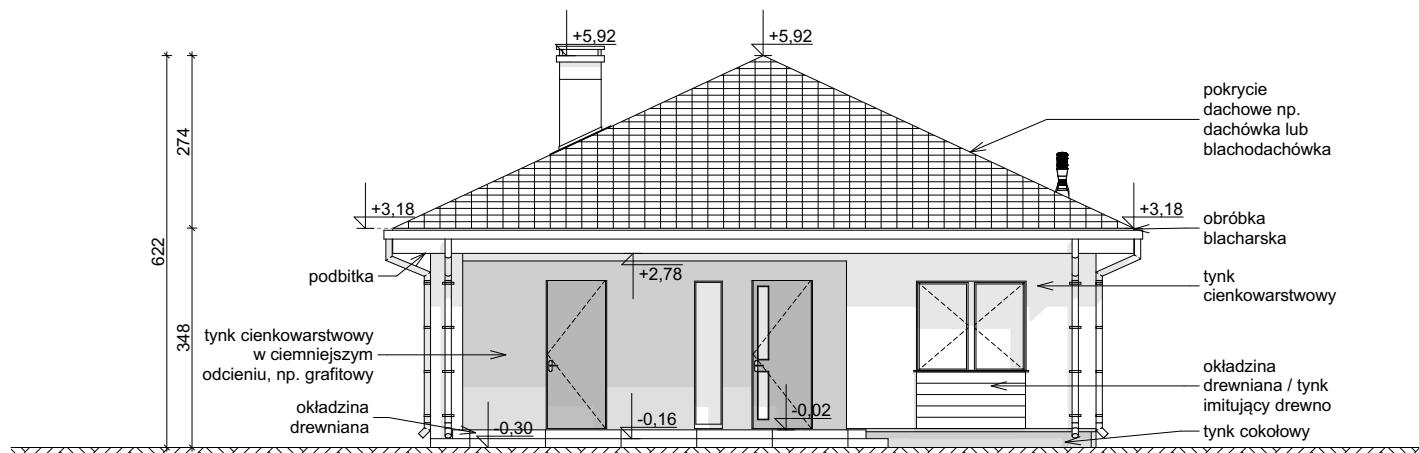 +5,92
+5,92
pokrycie
dachowe np.
dachówka lub
blachodachówka
274
+3,18
+3,18
obróbka
blacharska
622
podbitka
+2,78
tynk
cienkowarstwowy
348
tynk cienkowarstwowy
w ciemniejszym
odcieniu, np. grafitowy
okładzina
drewniana / tynk
imitujący drewno
okładzina
drewniana
-0,30
-0,16
-0,02
tynk cokołowy